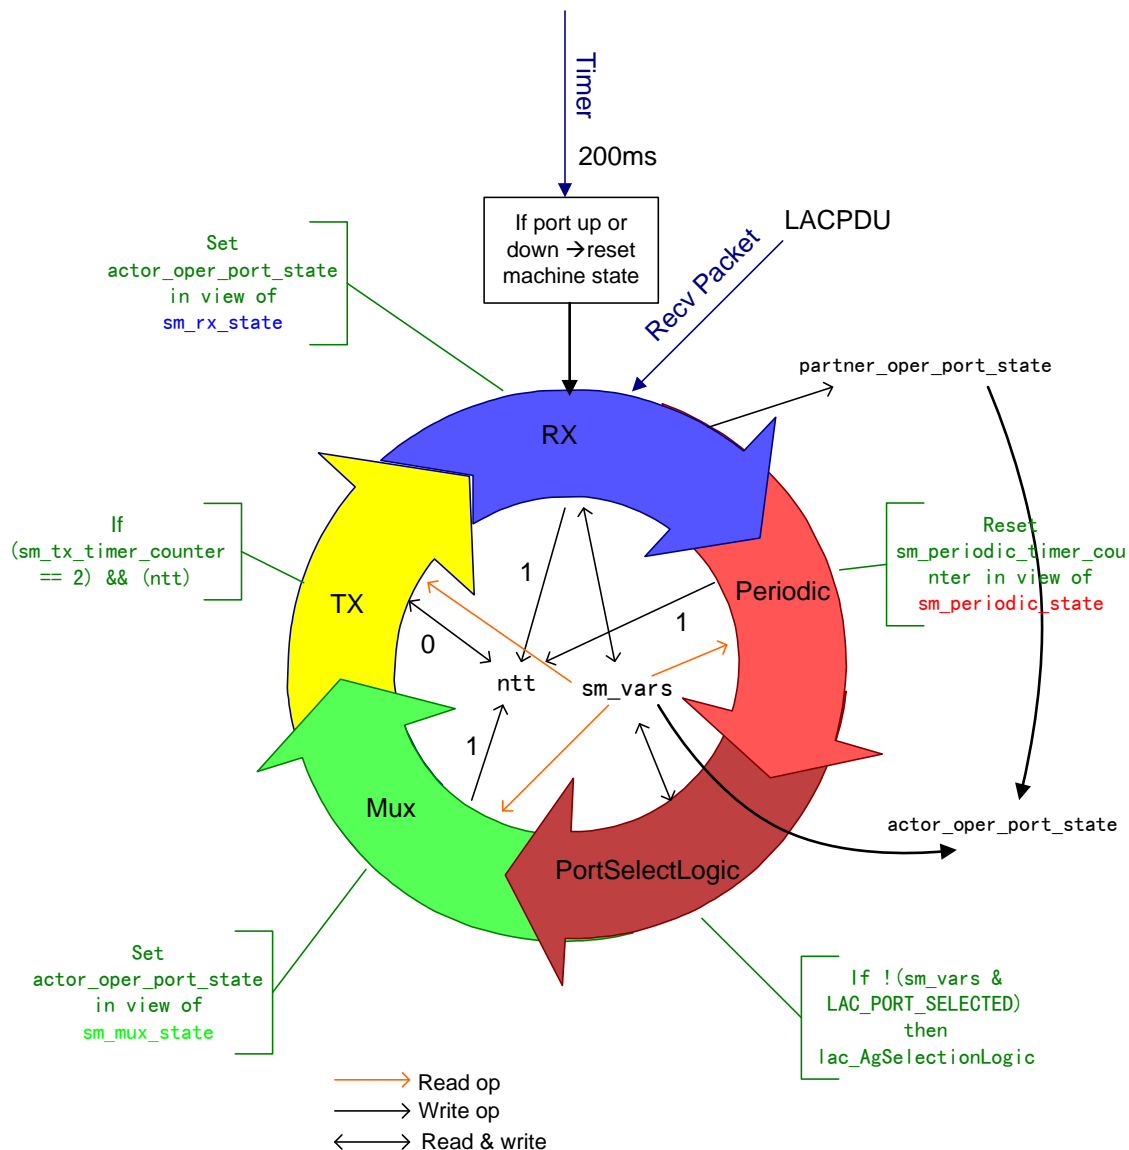 Timer
200ms
If port up or
down →reset
machine state
LACPDU
Recv Packet
Set
actor_oper_port_state
in view of
sm_rx_state
partner_oper_port_state
RX
If
(sm_tx_timer_counter
== 2) && (ntt)
Reset
sm_periodic_timer_cou
nter in view of
sm_periodic_state
TX
Periodic
1
1
0
ntt
sm_vars
1
Mux
PortSelectLogic
actor_oper_port_state
Set
actor_oper_port_state
in view of
sm_mux_state
If !(sm_vars &
LAC_PORT_SELECTED)
then
lac_AgSelectionLogic
Read op
Write op
Read & write